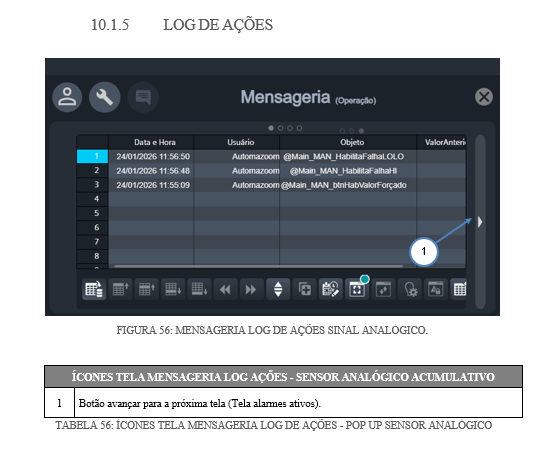 10.1.5 LOG DE AÇÕES
Mensageria (Operação)
Data e Hora Usuário Objeto ValorAnteri
1 24/01/2026 11:56:50 Automazoom @Main_MAN_HabilitaFalhaLOLO
2 24/01/2026 11:56:48 Automazoom @Main_MAN_HabilitaFalhaHI
3 24/01/2026 11:55:09 Automazoom @Main_MAN_btnHabValorForçado
4
5
6
7
8
1
FIGURA 56: MENSAGERIA LOG DE AÇÕES SINAL ANALÓGICO.
ÍCONES TELA MENSAGERIA LOG AÇÕES - SENSOR ANALÓGICO ACUMULATIVO
1 Botão avançar para a próxima tela (Tela alarmes ativos).
TABELA 56: ÍCONES TELA MENSAGERIA LOG DE AÇÕES - POP UP SENSOR ANALÓGICO